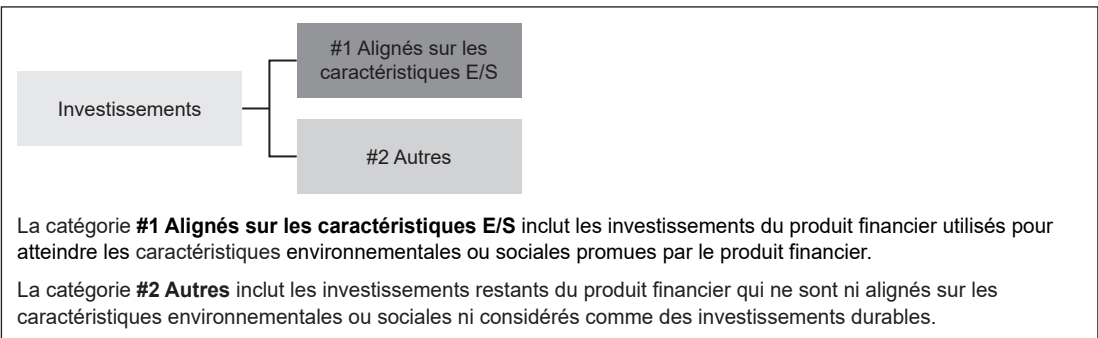 #1 Alignés sur les
caractéristiques E/S
Investissements
#2 Autres
La catégorie #1 Alignés sur les caractéristiques E/S inclut les investissements du produit financier utilisés pour
atteindre les caractéristiques environnementales ou sociales promues par le produit financier.
La catégorie #2 Autres inclut les investissements restants du produit financier qui ne sont ni alignés sur les
caractéristiques environnementales ou sociales ni considérés comme des investissements durables.